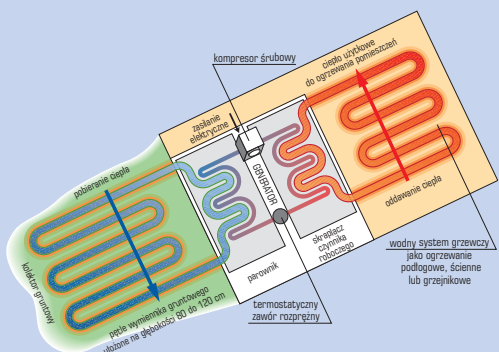 kompresor śrubowy
ciepło użytkowe
do ogrzewania pomieszczeń
zasilanie
elektryczne
pobieranie ciepła
GENERATOR
oddawanie ciepła
kolektor gruntowy
parownik
skraplacz
czynnika
roboczego
wodny system grzewczy
jako ogrzewanie
podłogowe, ścienne
lub grzejnikowe
pętle wymiennika gruntowego
ułożone na głębokości 80 do 120 cm
termostatyczny
zawór rozprężny